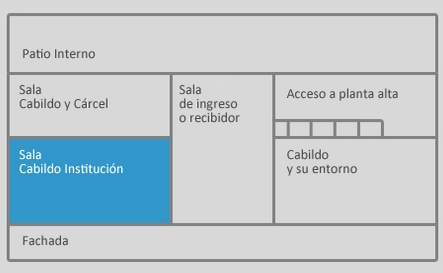 Patio Interno
Sala
Cabildo y Cárcel
Sala
de ingreso
o recibidor
Acceso a planta alta
Sala
Cabildo Institución
Cabildo
y su entorno
Fachada